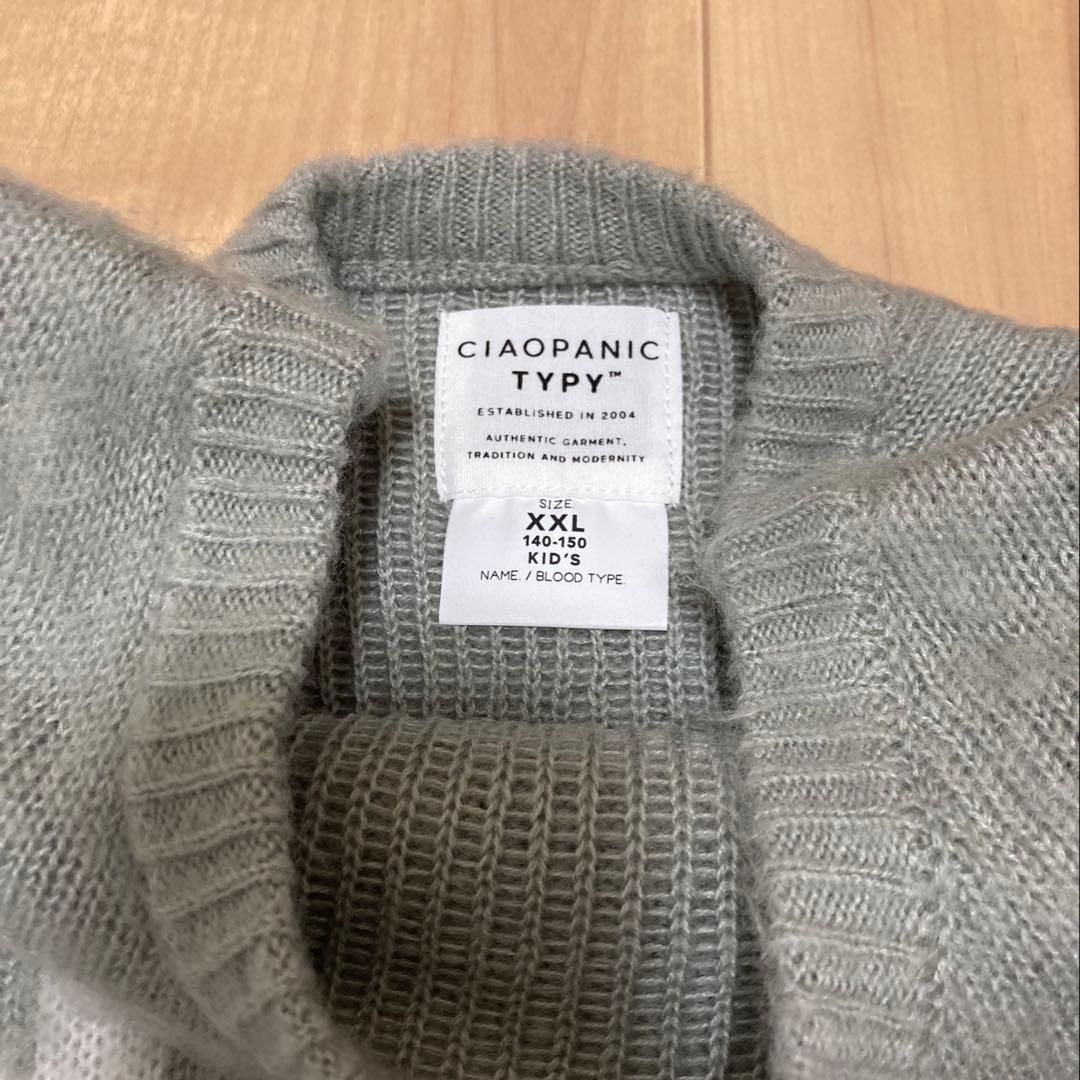 CIAOPANIC
TYPY™
ESTABLISHED IN 2004
AUTHENTIC GARMENT,
TRADITION AND MODERNITY
SIZE.
XXL
140-150
KID'S
NAME. / BLOOD TYPE.